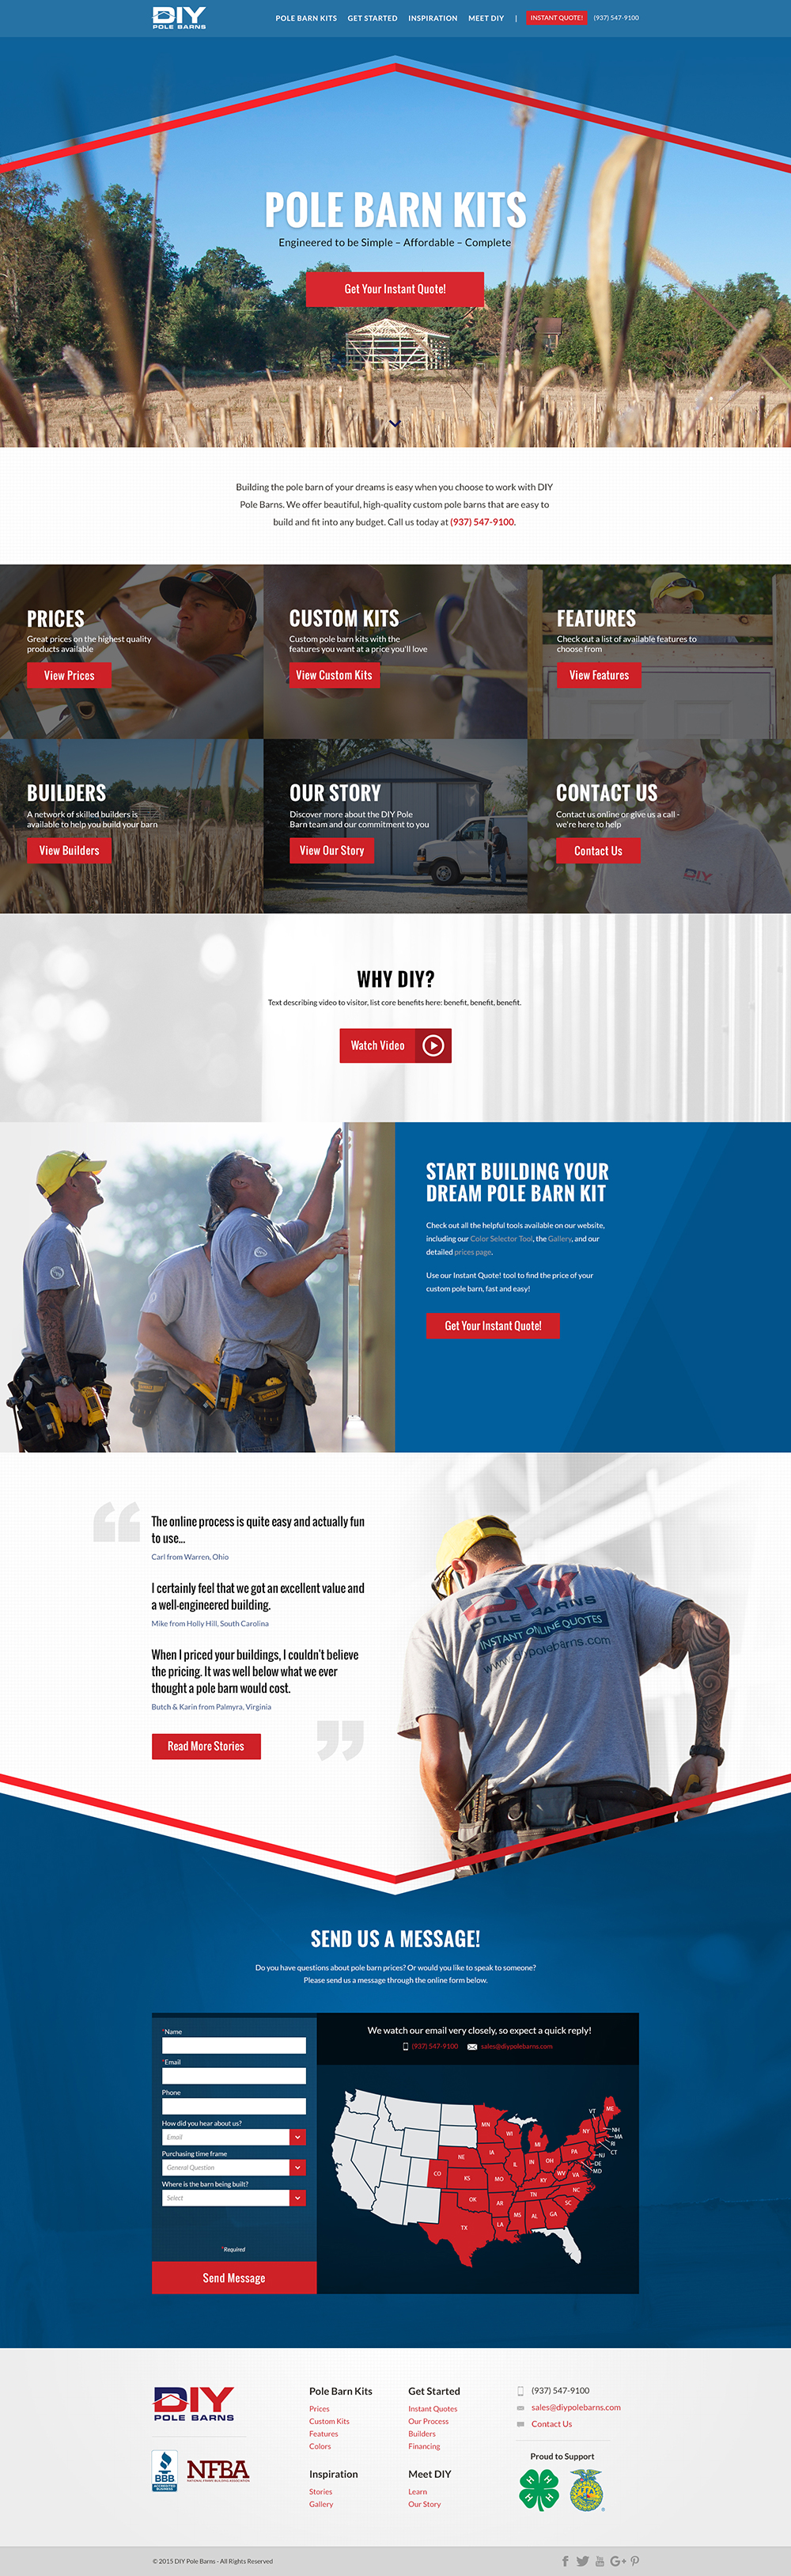 DIY
POLE BARNS
POLE BARN KITS GET STARTED INSPIRATION MEET DIY | INSTANT QUOTE! (937) 547-9100
POLE BARN KITS
Engineered to be Simple – Affordable – Complete
Get Your Instant Quote!
Building the pole barn of your dreams is easy when you choose to work with DIY
Pole Barns. We offer beautiful, high-quality custom pole barns that are easy to
build and fit into any budget. Call us today at (937) 547-9100.
PRICES
Great prices on the highest quality
products available
View Prices
CUSTOM KITS
Custom pole barn kits with the
features you want at a price you'll love
View Custom Kits
FEATURES
Check out a list of available features to
choose from
View Features
BUILDERS
A network of skilled builders is
available to help you build your barn
View Builders
OUR STORY
Discover more about the DIY Pole
Barn team and our commitment to you
View Our Story
CONTACT US
Contact us online or give us a call -
we're here to help
Contact Us
DIY
WHY DIY?
Text describing video to visitor, list core benefits here: benefit, benefit, benefit.
Watch Video
START BUILDING YOUR
DREAM POLE BARN KIT
Check out all the helpful tools available on our website,
including our Color Selector Tool, the Gallery, and our
detailed prices page.
Use our Instant Quote! tool to find the price of your
custom pole barn, fast and easy!
Get Your Instant Quote!
The online process is quite easy and actually fun
to use...
Carl from Warren, Ohio
I certainly feel that we got an excellent value and
a well-engineered building.
Mike from Holly Hill, South Carolina
When I priced your buildings, I couldn't believe
the pricing. It was well below what we ever
thought a pole barn would cost.
Butch & Karin from Palmyra, Virginia
Read More Stories
DIY
POLE BARNS
INSTANT ONLINE QUOTES
www.diypolebarns.com
SEND US A MESSAGE!
Do you have questions about pole barn prices? Or would you like to speak to someone?
Please send us a message through the online form below.
*Name
*Email
Phone
How did you hear about us?
Email
Purchasing time frame
General Question
Where is the barn being built?
Select
*Required
Send Message
We watch our email very closely, so expect a quick reply!
(937) 547-9100 sales@diypolebarns.com
ME
VT
MN
NH
WI
NY
MA
MI
RI
CT
IA
PA
NJ
NE
IL
IN
OH
DE
MD
CO
KS
MO
WV
VA
KY
NC
TN
OK
AR
SC
MS
AL
GA
LA
TX
DIY
POLE BARNS
BBB
ACCREDITED
BUSINESS
NFBA
NATIONAL FRAME BUILDING ASSOCIATION
Pole Barn Kits
Prices
Custom Kits
Features
Colors
Inspiration
Stories
Gallery
Get Started
Instant Quotes
Our Process
Builders
Financing
Meet DIY
Learn
Our Story
(937) 547-9100
sales@diypolebarns.com
Contact Us
Proud to Support
H H
H H
© 2015 DIY Pole Barns - All Rights Reserved